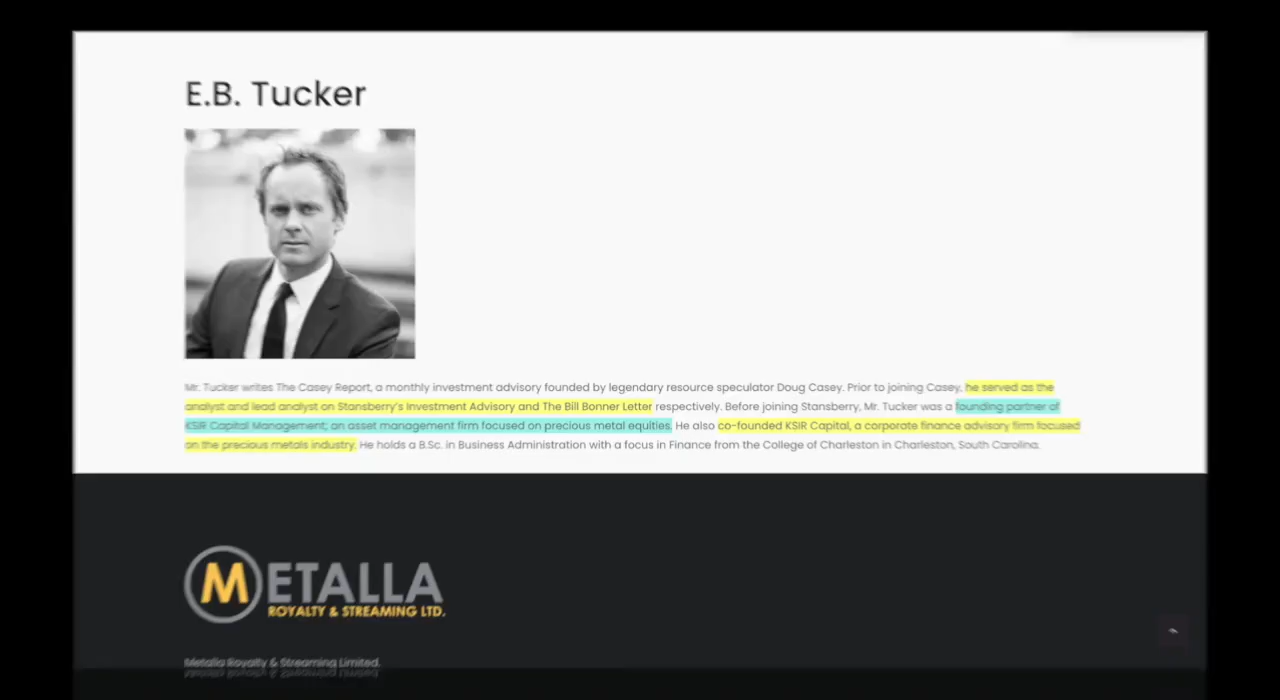 E.B. Tucker
Mr. Tucker writes The Casey Report, a monthly investment advisory founded by legendary resource speculator Doug Casey. Prior to joining Casey, he served as the
analyst and lead analyst on Stansberry's Investment Advisory and The Bill Bonner Letter respectively. Before joining Stansberry, Mr. Tucker was a founding partner of
KSIR Capital Management; an asset management firm focused on precious metal equities. He also co-founded KSIR Capital, a corporate finance advisory firm focused
on the precious metals industry. He holds a B.Sc. in Business Administration with a focus in Finance from the College of Charleston in Charleston, South Carolina.
METALLA
ROYALTY & STREAMING LTD.
Metalla Royalty & Streaming Limited.